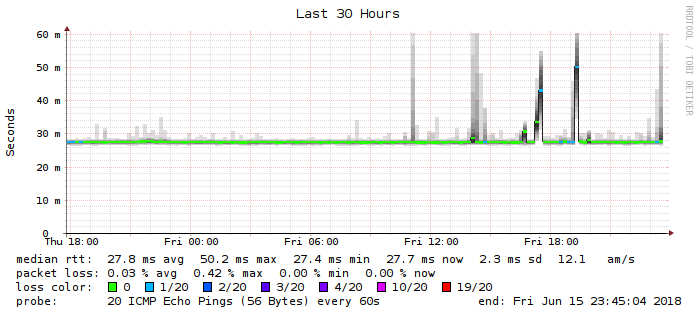 Last 30 Hours
RRDTOOL / TOBI OETIKER
Seconds
60 m
50 m
40 m
30 m
20 m
10 m
0
Thu 18:00 Fri 00:00 Fri 06:00 Fri 12:00 Fri 18:00
median rtt: 27.8 ms avg 50.2 ms max 27.4 ms min 27.7 ms now 2.3 ms sd 12.1 am/s
packet loss: 0.03 % avg 0.42 % max 0.00 % min 0.00 % now
loss color: 0 1/20 2/20 3/20 4/20 10/20 19/20
probe: 20 ICMP Echo Pings (56 Bytes) every 60s end: Fri Jun 15 23:45:04 2018